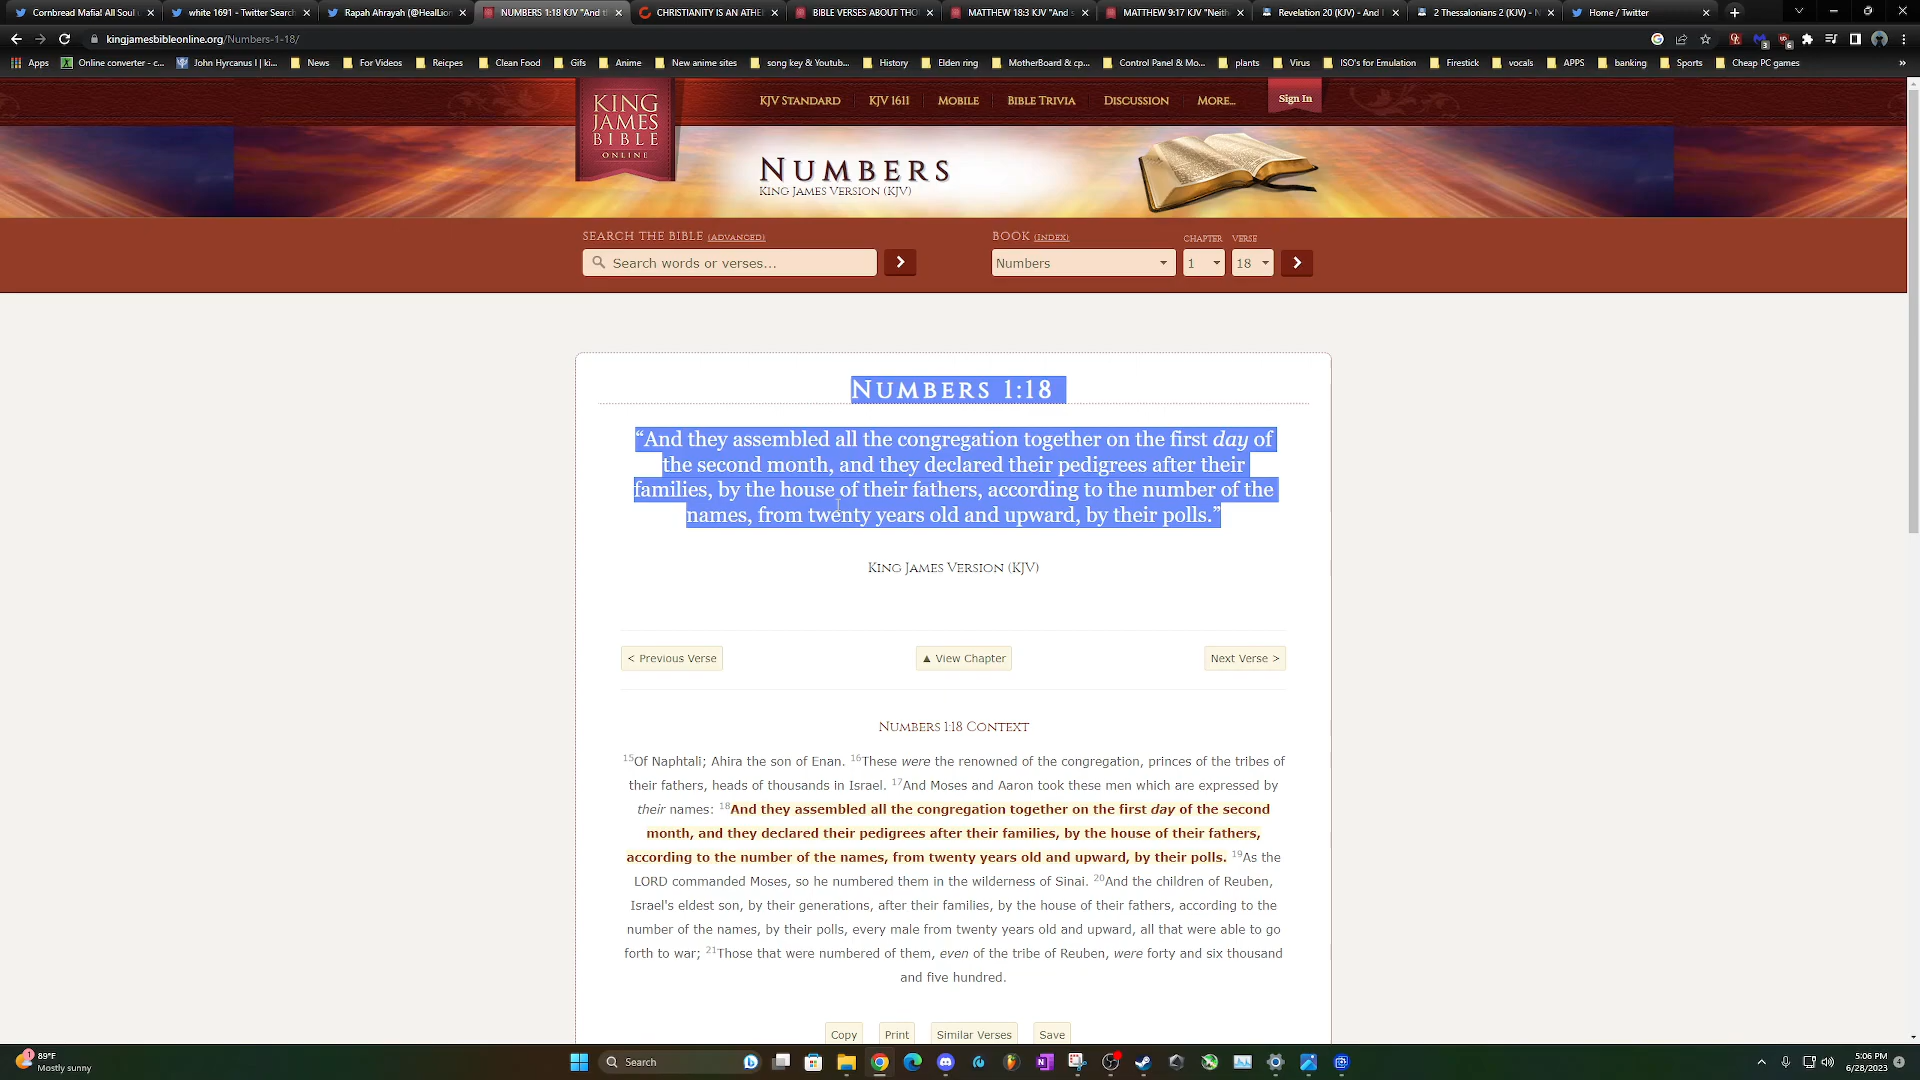 Cornbread Mafia! All Soul
white 1691 - Twitter Search
Rapah Ahrayah (@HealLion
NUMBERS 1:18 KJV "And th
CHRISTIANITY IS AN ATHE
BIBLE VERSES ABOUT THO
MATTHEW 18:3 KJV "And s
MATTHEW 9:17 KJV "Neith
Revelation 20 (KJV) - And I
2 Thessalonians 2 (KJV) - N
Home / Twitter
kingjamesbibleonline.org/Numbers-1-18/
Apps
Online converter - c...
John Hyrcanus I | ki...
News
For Videos
Reicpes
Clean Food
Gifs
Anime
New anime sites
song key & Youtub...
History
Elden ring
MotherBoard & cp...
Control Panel & Mo...
plants
Virus
ISO's for Emulation
Firestick
vocals
APPS
banking
Sports
Cheap PC games
»
KING
JAMES
BIBLE
ONLINE
KJV STANDARD
KJV 1611
MOBILE
BIBLE TRIVIA
DISCUSSION
MORE...
Sign In
NUMBERS
KING JAMES VERSION (KJV)
SEARCH THE BIBLE (ADVANCED)
Search words or verses...
BOOK (INDEX)
CHAPTER
VERSE
Numbers
1
18
NUMBERS 1:18
“And they assembled all the congregation together on the first day of
the second month, and they declared their pedigrees after their
families, by the house of their fathers, according to the number of the
names, from twenty years old and upward, by their polls.”
KING JAMES VERSION (KJV)
< Previous Verse
▲ View Chapter
Next Verse >
NUMBERS 1:18 CONTEXT
15Of Naphtali; Ahira the son of Enan. 16These were the renowned of the congregation, princes of the tribes of
their fathers, heads of thousands in Israel. 17And Moses and Aaron took these men which are expressed by
their names: 18And they assembled all the congregation together on the first day of the second
month, and they declared their pedigrees after their families, by the house of their fathers,
according to the number of the names, from twenty years old and upward, by their polls. 19As the
LORD commanded Moses, so he numbered them in the wilderness of Sinai. 20And the children of Reuben,
Israel's eldest son, by their generations, after their families, by the house of their fathers, according to the
number of the names, by their polls, every male from twenty years old and upward, all that were able to go
forth to war; 21Those that were numbered of them, even of the tribe of Reuben, were forty and six thousand
and five hundred.
Copy
Print
Similar Verses
Save
89°F
Mostly sunny
Search
5:06 PM
6/28/2023